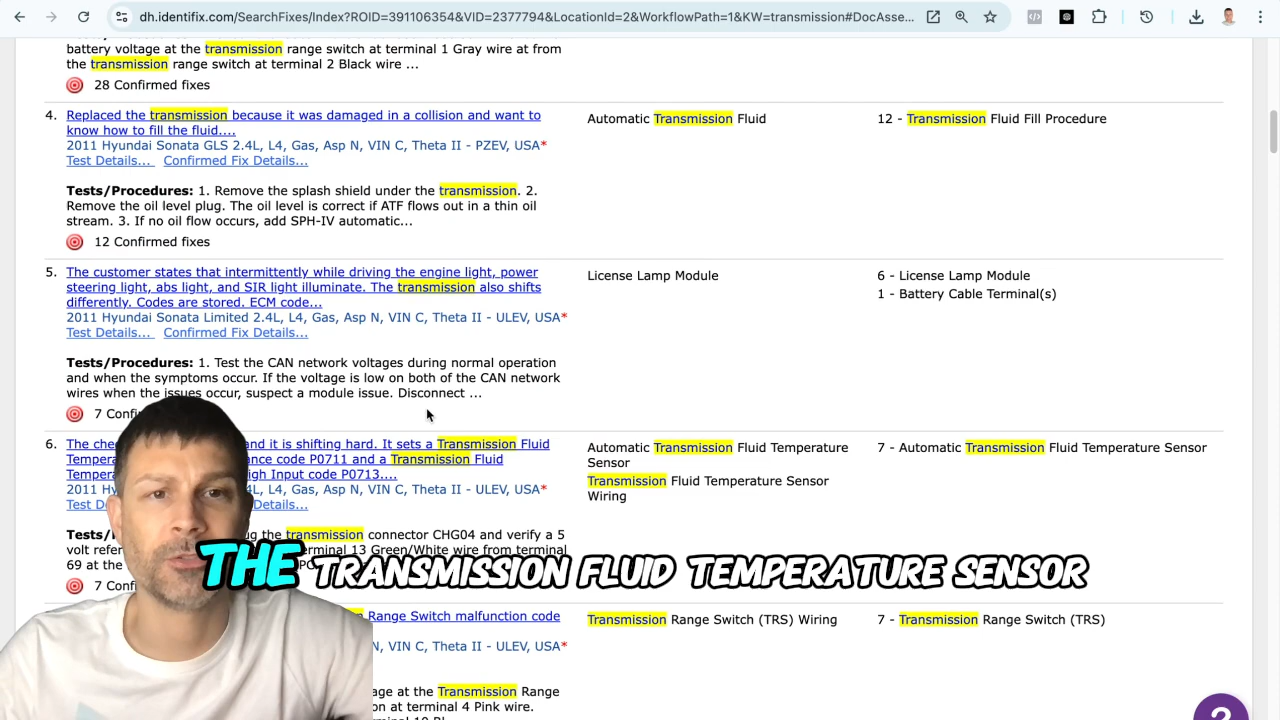 dh.identifix.com/SearchFixes/Index?ROID=391106354&VID=2377794&LocationId=2&WorkflowPath=1&KW=transmission#DocAsse...
battery voltage at the transmission range switch at terminal 1 Gray wire at from
the transmission range switch at terminal 2 Black wire ...
28 Confirmed fixes
4. Replaced the transmission because it was damaged in a collision and want to
know how to fill the fluid....
2011 Hyundai Sonata GLS 2.4L, L4, Gas, Asp N, VIN C, Theta II - PZEV, USA*
Test Details... Confirmed Fix Details...
Automatic Transmission Fluid
12 - Transmission Fluid Fill Procedure
Tests/Procedures: 1. Remove the splash shield under the transmission. 2.
Remove the oil level plug. The oil level is correct if ATF flows out in a thin oil
stream. 3. If no oil flow occurs, add SPH-IV automatic...
12 Confirmed fixes
5. The customer states that intermittently while driving the engine light, power
steering light, abs light, and SIR light illuminate. The transmission also shifts
differently. Codes are stored. ECM code...
2011 Hyundai Sonata Limited 2.4L, L4, Gas, Asp N, VIN C, Theta II - ULEV, USA*
Test Details... Confirmed Fix Details...
License Lamp Module
6 - License Lamp Module
1 - Battery Cable Terminal(s)
Tests/Procedures: 1. Test the CAN network voltages during normal operation
and when the symptoms occur. If the voltage is low on both of the CAN network
wires when the issues occur, suspect a module issue. Disconnect ...
7 Confi
6. The che and it is shifting hard. It sets a Transmission Fluid
Tempera ance code P0711 and a Transmission Fluid
Tempera igh Input code P0713....
2011 Hy 4L, L4, Gas, Asp N, VIN C, Theta II - ULEV, USA*
Test D Details...
Automatic Transmission Fluid Temperature
Sensor
Transmission Fluid Temperature Sensor
Wiring
7 - Automatic Transmission Fluid Temperature Sensor
Tests/P ug the transmission connector CHG04 and verify a 5
volt refer erminal 13 Green/White wire from terminal
69 at the
7 Conf
THE TRANSMISSION FLUID TEMPERATURE SENSOR
Range Switch malfunction code
N, VIN C, Theta II - ULEV, USA*
Transmission Range Switch (TRS) Wiring
7 - Transmission Range Switch (TRS)
age at the Transmission Range
on at terminal 4 Pink wire.
?